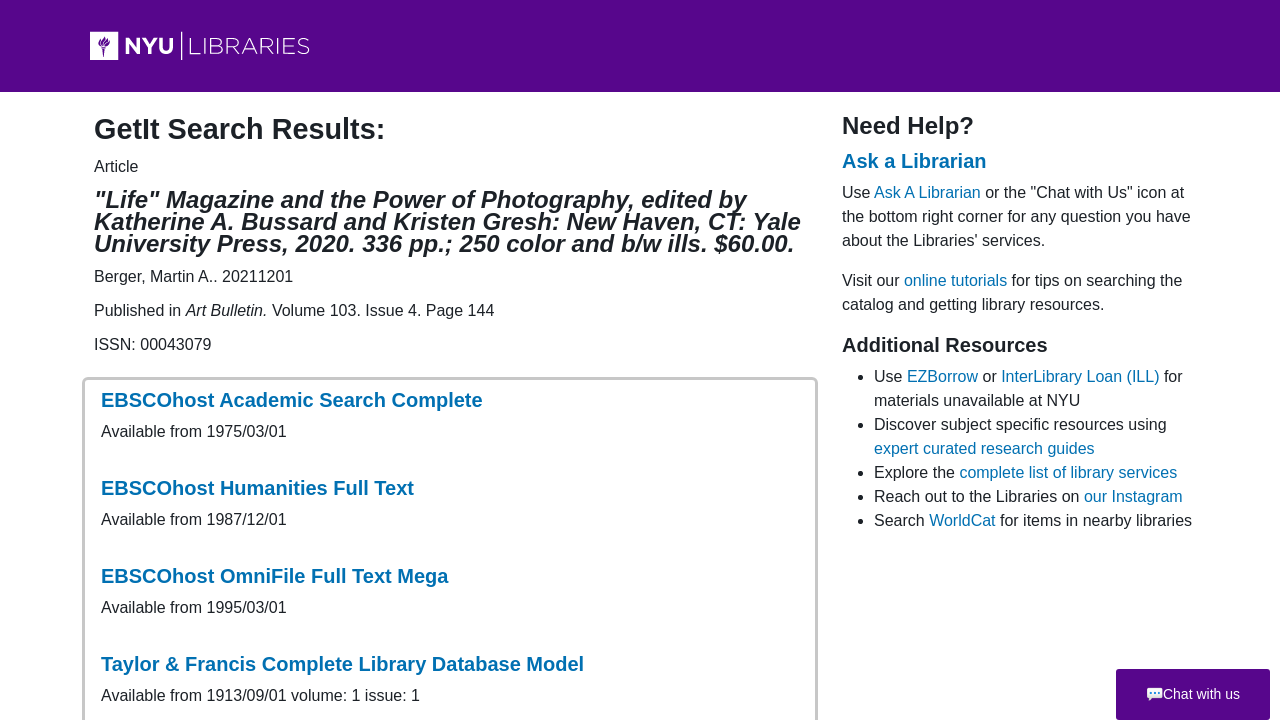 NYU LIBRARIES
GetIt Search Results:
Article
"Life" Magazine and the Power of Photography, edited by
Katherine A. Bussard and Kristen Gresh: New Haven, CT: Yale
University Press, 2020. 336 pp.; 250 color and b/w ills. $60.00.
Berger, Martin A.. 20211201
Published in Art Bulletin. Volume 103. Issue 4. Page 144
ISSN: 00043079
EBSCOhost Academic Search Complete
Available from 1975/03/01
EBSCOhost Humanities Full Text
Available from 1987/12/01
EBSCOhost OmniFile Full Text Mega
Available from 1995/03/01
Taylor & Francis Complete Library Database Model
Available from 1913/09/01 volume: 1 issue: 1
Need Help?
Ask a Librarian
Use Ask A Librarian or the "Chat with Us" icon at
the bottom right corner for any question you have
about the Libraries' services.
Visit our online tutorials for tips on searching the
catalog and getting library resources.
Additional Resources
Use EZBorrow or InterLibrary Loan (ILL) for
materials unavailable at NYU
Discover subject specific resources using
expert curated research guides
Explore the complete list of library services
Reach out to the Libraries on our Instagram
Search WorldCat for items in nearby libraries
Chat with us